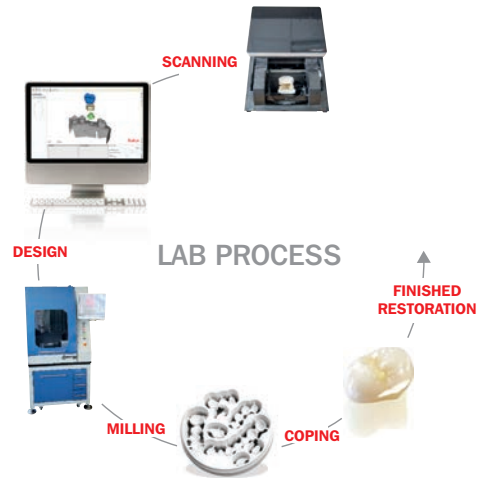 SCANNING
LAB PROCESS
DESIGN
FINISHED
RESTORATION
MILLING
COPING